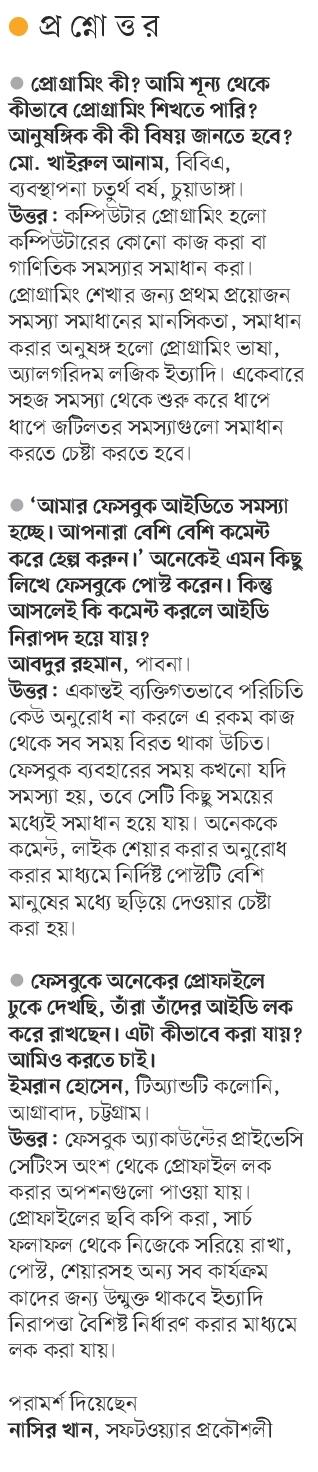 প্রশ্নোত্তর
প্রোগ্রামিং কী? আমি শূন্য থেকে
কীভাবে প্রোগ্রামিং শিখতে পারি?
আনুষঙ্গিক কী কী বিষয় জানতে হবে?
মো. খাইরুল আনাম, বিবিএ,
ব্যবস্থাপনা চতুর্থ বর্ষ, চুয়াডাঙ্গা।
উত্তর : কম্পিউটার প্রোগ্রামিং হলো
কম্পিউটারের কোনো কাজ করা বা
গাণিতিক সমস্যার সমাধান করা।
প্রোগ্রামিং শেখার জন্য প্রথম প্রয়োজন
সমস্যা সমাধানের মানসিকতা, সমাধান
করার অনুষঙ্গ হলো প্রোগ্রামিং ভাষা,
অ্যালগরিদম লজিক ইত্যাদি। একেবারে
সহজ সমস্যা থেকে শুরু করে ধাপে
ধাপে জটিলতর সমস্যাগুলো সমাধান
করতে চেষ্টা করতে হবে।
‘আমার ফেসবুক আইডিতে সমস্যা
হচ্ছে। আপনারা বেশি বেশি কমেন্ট
করে হেল্প করুন।’ অনেকেই এমন কিছু
লিখে ফেসবুকে পোস্ট করেন। কিন্তু
আসলেই কি কমেন্ট করলে আইডি
নিরাপদ হয়ে যায়?
আবদুর রহমান, পাবনা।
উত্তর : একান্তই ব্যক্তিগতভাবে পরিচিতি
কেউ অনুরোধ না করলে এ রকম কাজ
থেকে সব সময় বিরত থাকা উচিত।
ফেসবুক ব্যবহারের সময় কখনো যদি
সমস্যা হয়, তবে সেটি কিছু সময়ের
মধ্যেই সমাধান হয়ে যায়। অনেককে
কমেন্ট, লাইক শেয়ার করার অনুরোধ
করার মাধ্যমে নির্দিষ্ট পোস্টটি বেশি
মানুষের মধ্যে ছড়িয়ে দেওয়ার চেষ্টা
করা হয়।
ফেসবুকে অনেকের প্রোফাইলে
ঢুকে দেখছি, তাঁরা তাঁদের আইডি লক
করে রাখছেন। এটা কীভাবে করা যায়?
আমিও করতে চাই।
ইমরান হোসেন, টিঅ্যান্ডটি কলোনি,
আগ্রাবাদ, চট্টগ্রাম।
উত্তর : ফেসবুক অ্যাকাউন্টের প্রাইভেসি
সেটিংস অংশ থেকে প্রোফাইল লক
করার অপশনগুলো পাওয়া যায়।
প্রোফাইলের ছবি কপি করা, সার্চ
ফলাফল থেকে নিজেকে সরিয়ে রাখা,
পোস্ট, শেয়ারসহ অন্য সব কার্যক্রম
কাদের জন্য উন্মুক্ত থাকবে ইত্যাদি
নিরাপত্তা বৈশিষ্ট নির্ধারণ করার মাধ্যমে
লক করা যায়।
পরামর্শ দিয়েছেন
নাসির খান, সফটওয়্যার প্রকৌশলী